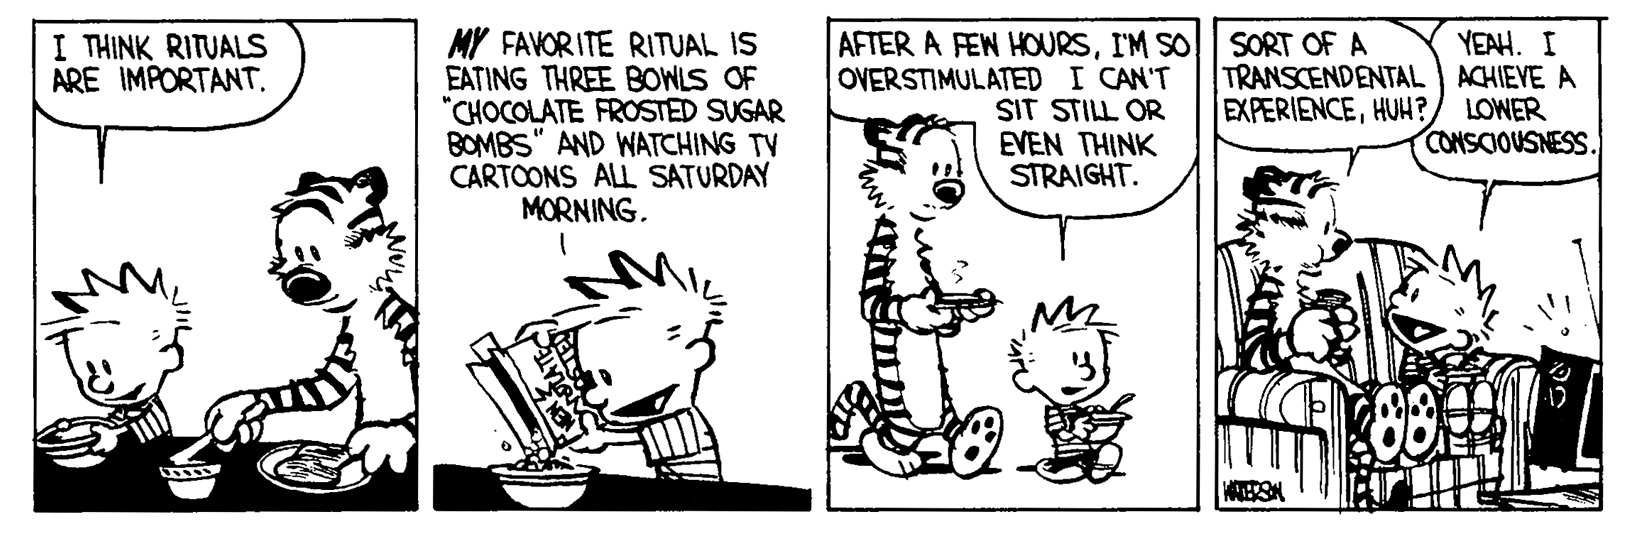 I THINK RITUALS
ARE IMPORTANT.
MY FAVORITE RITUAL IS
EATING THREE BOWLS OF
"CHOCOLATE FROSTED SUGAR
BOMBS" AND WATCHING TV
CARTOONS ALL SATURDAY
MORNING.
AFTER A FEW HOURS, I'M SO
OVERSTIMULATED I CAN'T
SIT STILL OR
EVEN THINK
STRAIGHT.
SORT OF A
TRANSCENDENTAL
EXPERIENCE, HUH?
YEAH. I
ACHIEVE A
LOWER
CONSCIOUSNESS.
WATTERSON